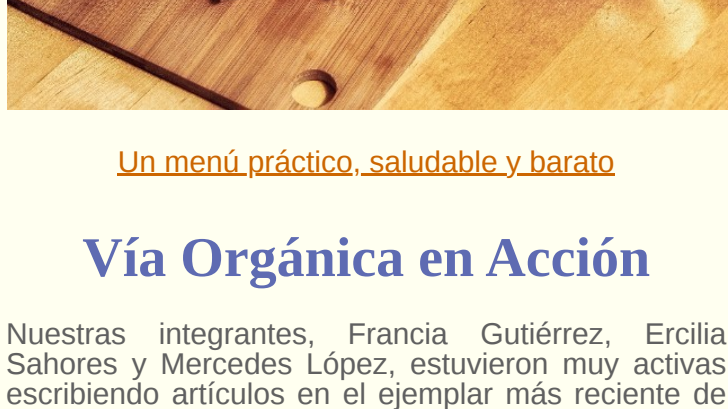 Un menú práctico, saludable y barato
Vía Orgánica en Acción
Nuestras integrantes, Francia Gutiérrez, Ercilia
Sahores y Mercedes López, estuvieron muy activas
escribiendo artículos en el ejemplar más reciente de